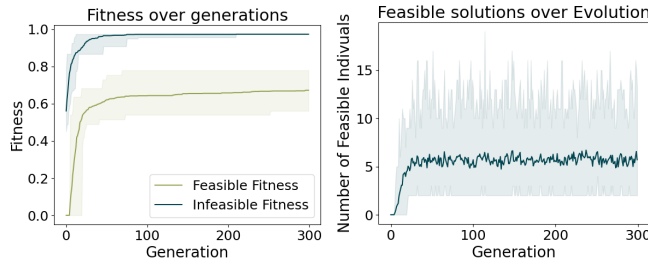 Fitness over generations
1.0
0.8
0.6
0.4
0.2
0.0
Fitness
0
100
200
300
Generation
Feasible Fitness
Infeasible Fitness
Feasible solutions over Evolution
15
10
5
0
Number of Feasible Indivuals
0
100
200
300
Generation